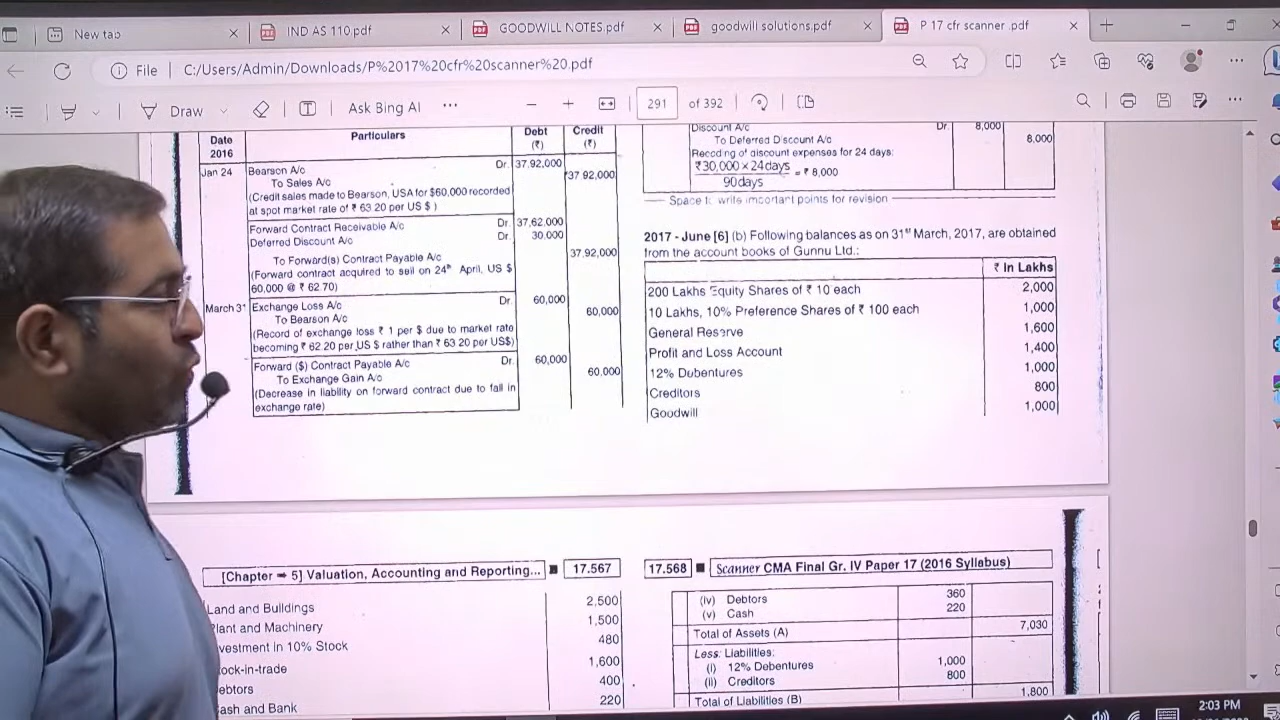 New tab
IND AS 110.pdf
GOODWILL NOTES.pdf
goodwill solutions.pdf
P 17 cfr scanner .pdf
File
C:/Users/Admin/Downloads/P%2017%20cfr%20scanner%20.pdf
Draw
Ask Bing AI
291 of 392
Date Particulars Debt Credit
2016 (₹) (₹)
Jan 24 Bearson A/c Dr. 37.92,000
To Sales A/c 37 92,000
(Credit sales made to Bearson, USA for $60,000 recorded
at spot market rate of ₹ 63 20 per US $ )
Forward Contract Receivable A/c Dr. 37,62,000
Deferred Discount A/c Dr. 30,000
To Forward(s) Contract Payable A/c 37,92,000
(Forward contract acquired to sell on 24th April, US $
60,000 @ ₹ 62.70)
March 31 Exchange Loss A/c Dr. 60,000
To Bearson A/c 60,000
(Record of exchange loss ₹ 1 per $ due to market rate
becoming ₹ 62.20 per US $ rather than ₹ 63 20 per US$)
Forward ($) Contract Payable A/c Dr. 60,000
To Exchange Gain A/c 60,000
(Decrease in liability on forward contract due to fall in
exchange rate)
Discount A/c Dr. 8,000
To Deferred Discount A/c 8,000
Recording of discount expenses for 24 days:
₹30,000 × 24days = ₹ 8,000
90days
Space to write important points for revision
2017 - June [6] (b) Following balances as on 31st March, 2017, are obtained
from the account books of Gunnu Ltd.:
₹ In Lakhs
200 Lakhs Equity Shares of ₹ 10 each 2,000
10 Lakhs, 10% Preference Shares of ₹ 100 each 1,000
General Reserve 1,600
Profit and Loss Account 1,400
12% Debentures 1,000
Creditors 800
Goodwill 1,000
[Chapter ➡ 5] Valuation, Accounting and Reporting... ■ 17.567
Land and Buildings 2,500
Plant and Machinery 1,500
vestment in 10% Stock 480
ock-in-trade 1,600
ebtors 400
ash and Bank 220
17.568 ■ Scanner CMA Final Gr. IV Paper 17 (2016 Syllabus)
(iv) Debtors 360
(v) Cash 220
Total of Assets (A) 7,030
Less: Liabilities:
(i) 12% Debentures 1,000
(ii) Creditors 800
Total of Liabilities (B) 1,800
2:03 PM